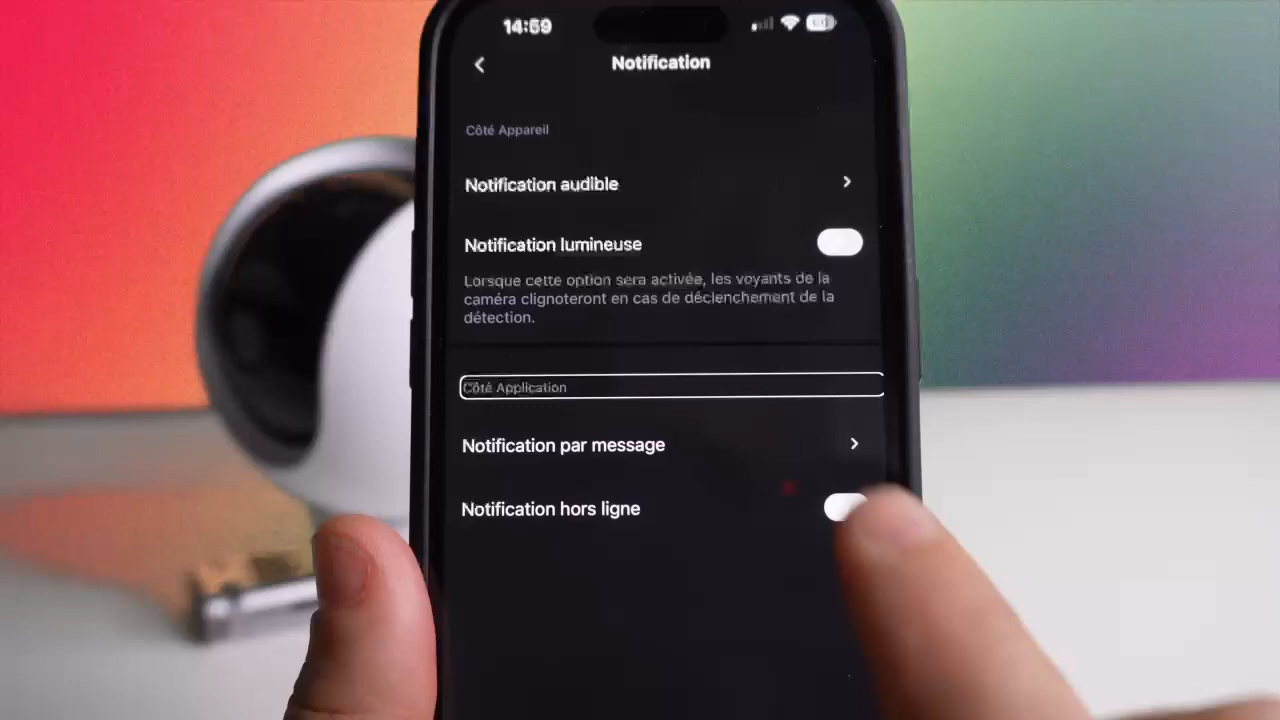 14:59
Notification
Côté Appareil
Notification audible
Notification lumineuse
Lorsque cette option sera activée, les voyants de la
caméra clignoteront en cas de déclenchement de la
détection.
Côté Application
Notification par message
Notification hors ligne